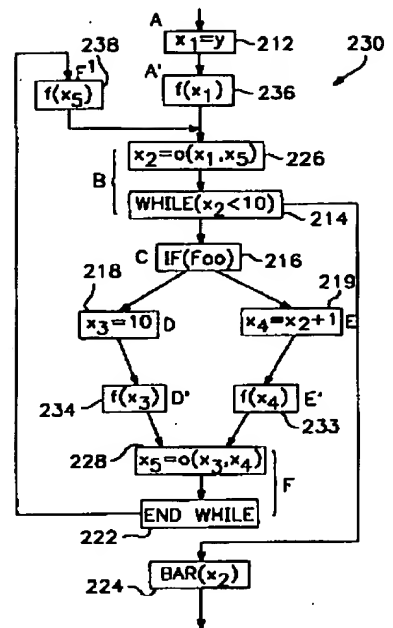 A
238
x1=y
212
230
F'
A'
f(x5)
f(x1)
236
x2=o(x1,x5)
226
B
WHILE(x2<10)
214
C
IF(Foo)
216
218
219
x3=10
D
x4=x2+1
E
234
f(x3)
D'
f(x4)
E'
233
228
x5=o(x3,x4)
F
END WHILE
222
BAR(x2)
224